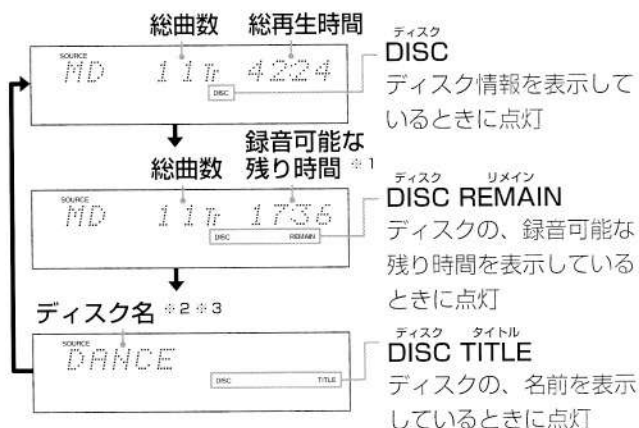 総曲数 総再生時間
SOURCE
MD 11Tr 4224
DISC
ディスク
DISC
ディスク情報を表示して
いるときに点灯
総曲数 録音可能な
残り時間 ※1
SOURCE
MD 11Tr 1736
DISC REMAIN
ディスク リメイン
DISC REMAIN
ディスクの、録音可能な
残り時間を表示している
ときに点灯
ディスク名 ※2 ※3
SOURCE
DANCE
DISC TITLE
ディスク タイトル
DISC TITLE
ディスクの、名前を表示
しているときに点灯